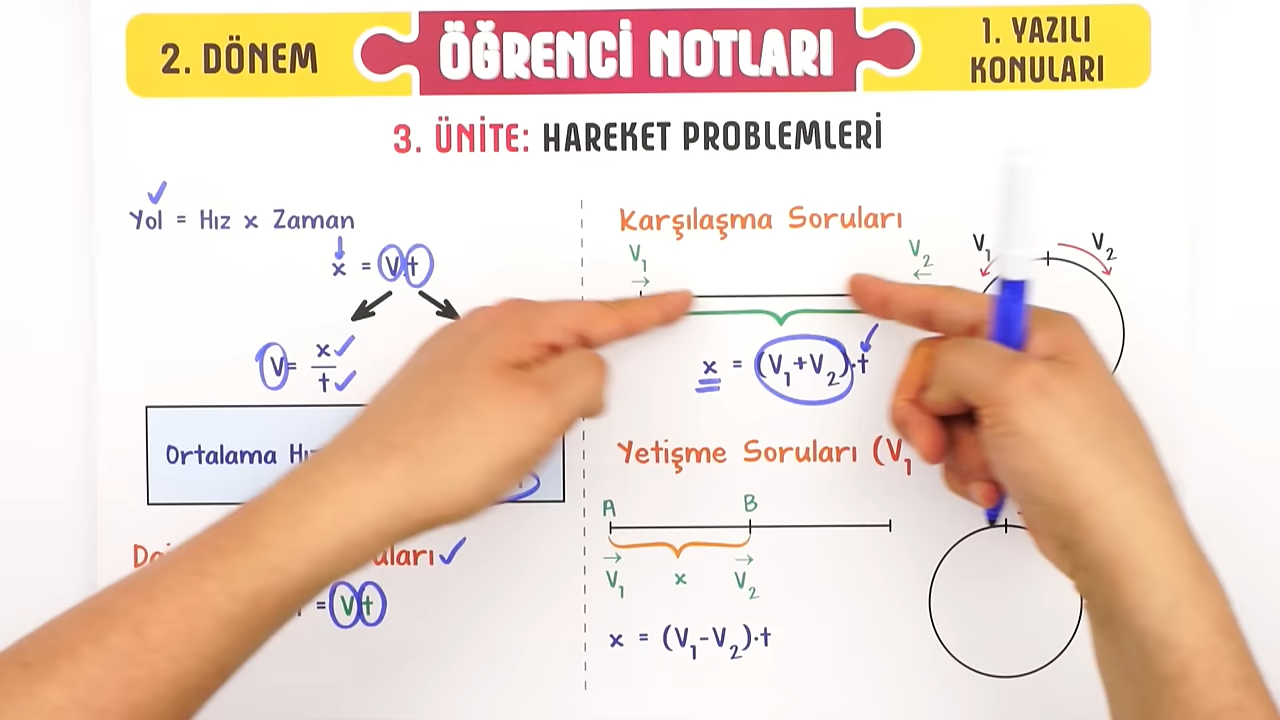 2. DÖNEM
ÖĞRENCİ NOTLARI
1. YAZILI
KONULARI
3. ÜNİTE: HAREKET PROBLEMLERİ
Yol = Hız x Zaman
x = V t
V = x / t
Ortalama
= V t
Karşılaşma Soruları
V₁ V₂
x = (V₁+V₂).t
Yetişme Soruları (V₁
A B
V₁ x V₂
x = (V₁-V₂).t
V₁ V₂